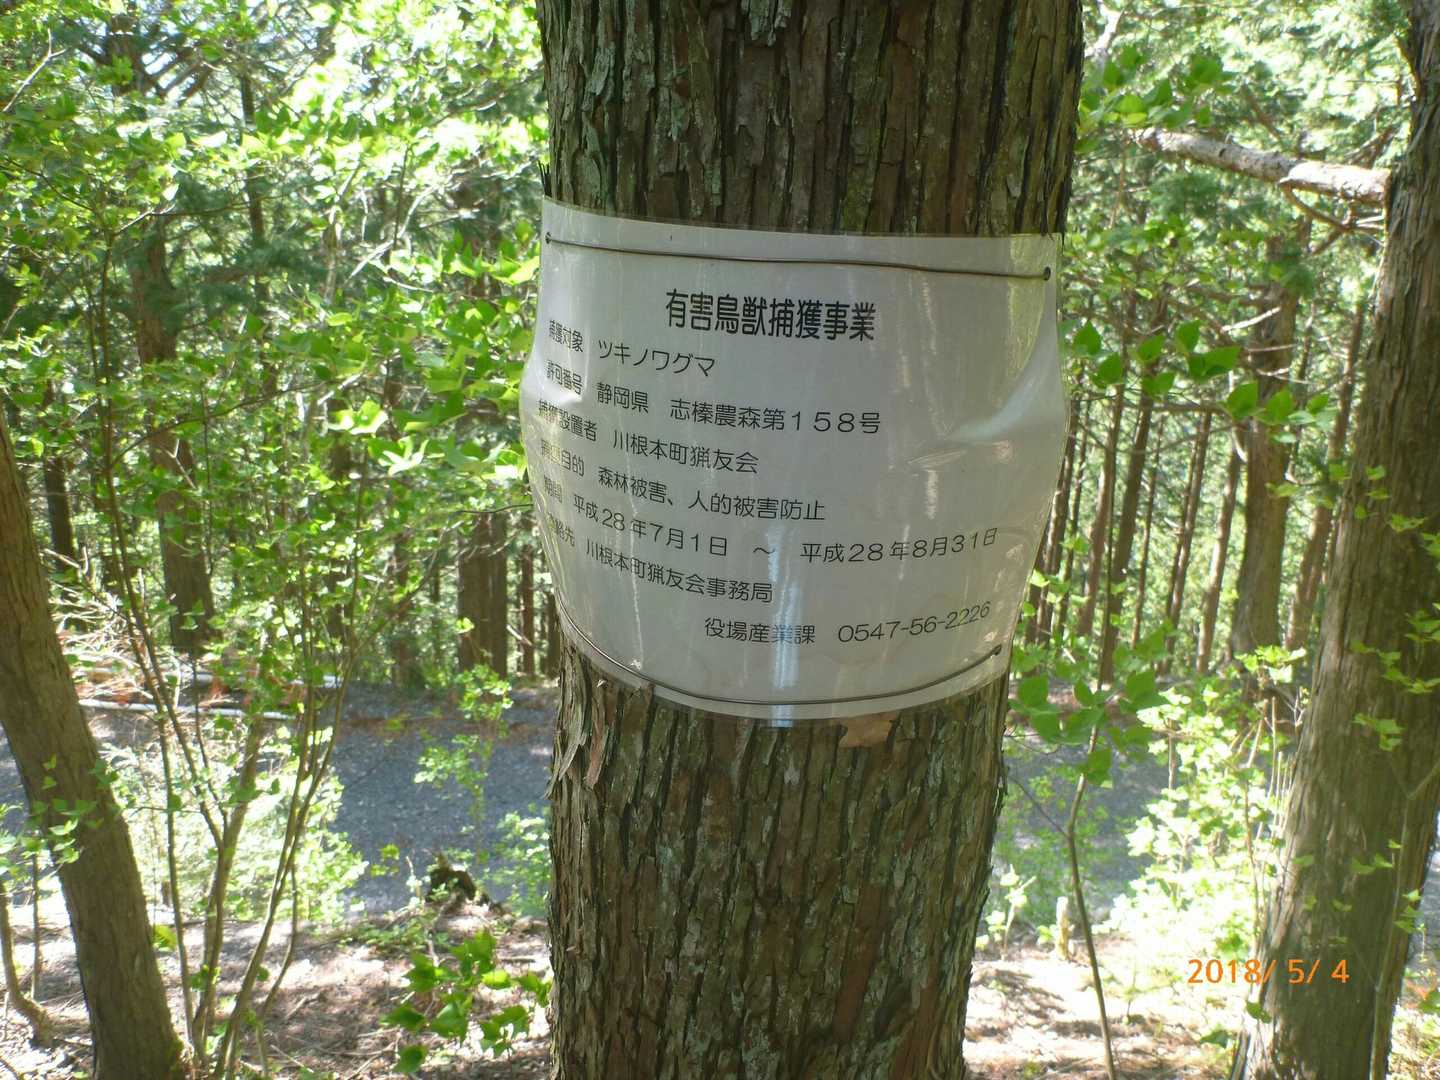 有害鳥獣捕獲事業
捕獲対象 ツキノワグマ
許可番号 静岡県 志榛農森第158号
捕獲設置者 川根本町猟友会
捕獲目的 森林被害、人的被害防止
期間 平成28年7月1日 ～ 平成28年8月31日
連絡先 川根本町猟友会事務局
役場産業課 0547-56-2226
2018/ 5/ 4